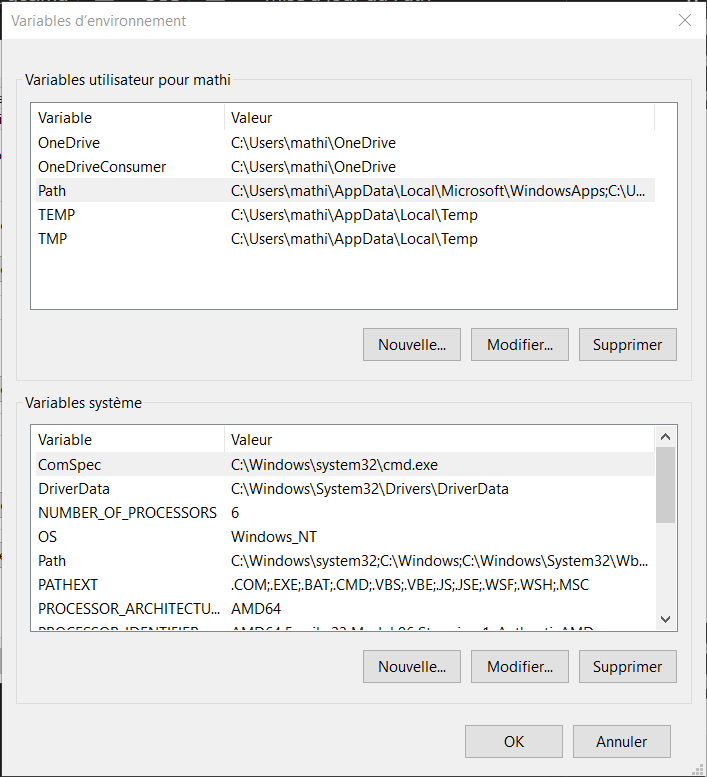 Variables d'environnement
Variables utilisateur pour mathi
Variable Valeur
OneDrive C:\Users\mathi\OneDrive
OneDriveConsumer C:\Users\mathi\OneDrive
Path C:\Users\mathi\AppData\Local\Microsoft\WindowsApps;C:\U...
TEMP C:\Users\mathi\AppData\Local\Temp
TMP C:\Users\mathi\AppData\Local\Temp
Nouvelle... Modifier... Supprimer
Variables système
Variable Valeur
ComSpec C:\Windows\system32\cmd.exe
DriverData C:\Windows\System32\Drivers\DriverData
NUMBER_OF_PROCESSORS 6
OS Windows_NT
Path C:\Windows\system32;C:\Windows;C:\Windows\System32\Wb...
PATHEXT .COM;.EXE;.BAT;.CMD;.VBS;.VBE;.JS;.JSE;.WSF;.WSH;.MSC
PROCESSOR_ARCHITECTU... AMD64
PROCESSOR_IDENTIFIER
Nouvelle... Modifier... Supprimer
OK Annuler